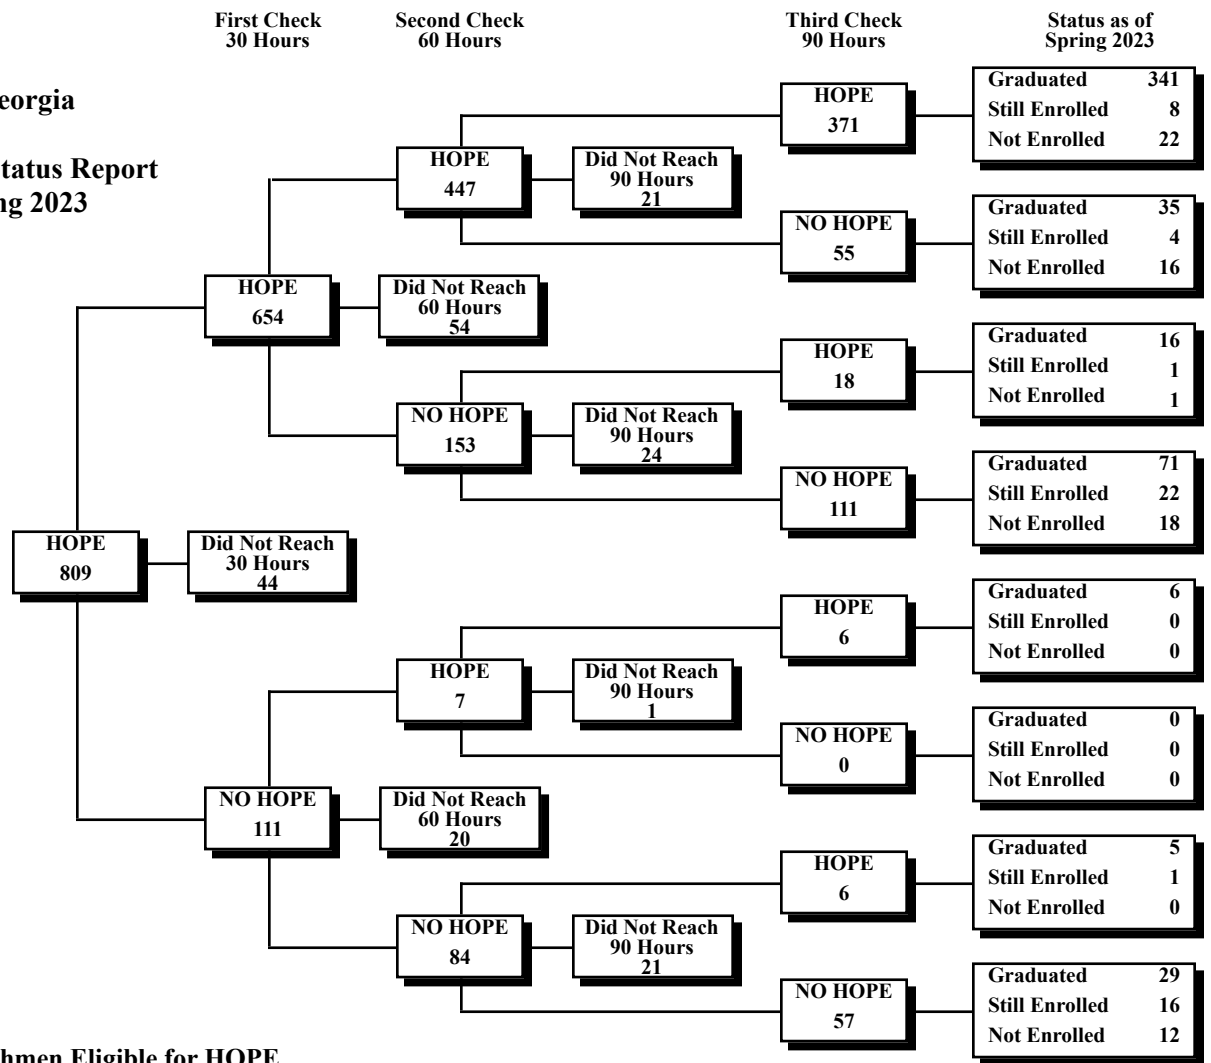 First Check
30 Hours
Second Check
60 Hours
Third Check
90 Hours
Status as of
Spring 2023
eorgia
tatus Report
ng 2023
HOPE
371
Graduated 341
Still Enrolled 8
Not Enrolled 22
HOPE
447
Did Not Reach
90 Hours
21
NO HOPE
55
Graduated 35
Still Enrolled 4
Not Enrolled 16
HOPE
654
Did Not Reach
60 Hours
54
HOPE
18
Graduated 16
Still Enrolled 1
Not Enrolled 1
NO HOPE
153
Did Not Reach
90 Hours
24
NO HOPE
111
Graduated 71
Still Enrolled 22
Not Enrolled 18
HOPE
809
Did Not Reach
30 Hours
44
HOPE
6
Graduated 6
Still Enrolled 0
Not Enrolled 0
HOPE
7
Did Not Reach
90 Hours
1
NO HOPE
0
Graduated 0
Still Enrolled 0
Not Enrolled 0
NO HOPE
111
Did Not Reach
60 Hours
20
HOPE
6
Graduated 5
Still Enrolled 1
Not Enrolled 0
NO HOPE
84
Did Not Reach
90 Hours
21
NO HOPE
57
Graduated 29
Still Enrolled 16
Not Enrolled 12
hmen Eligible for HOPE